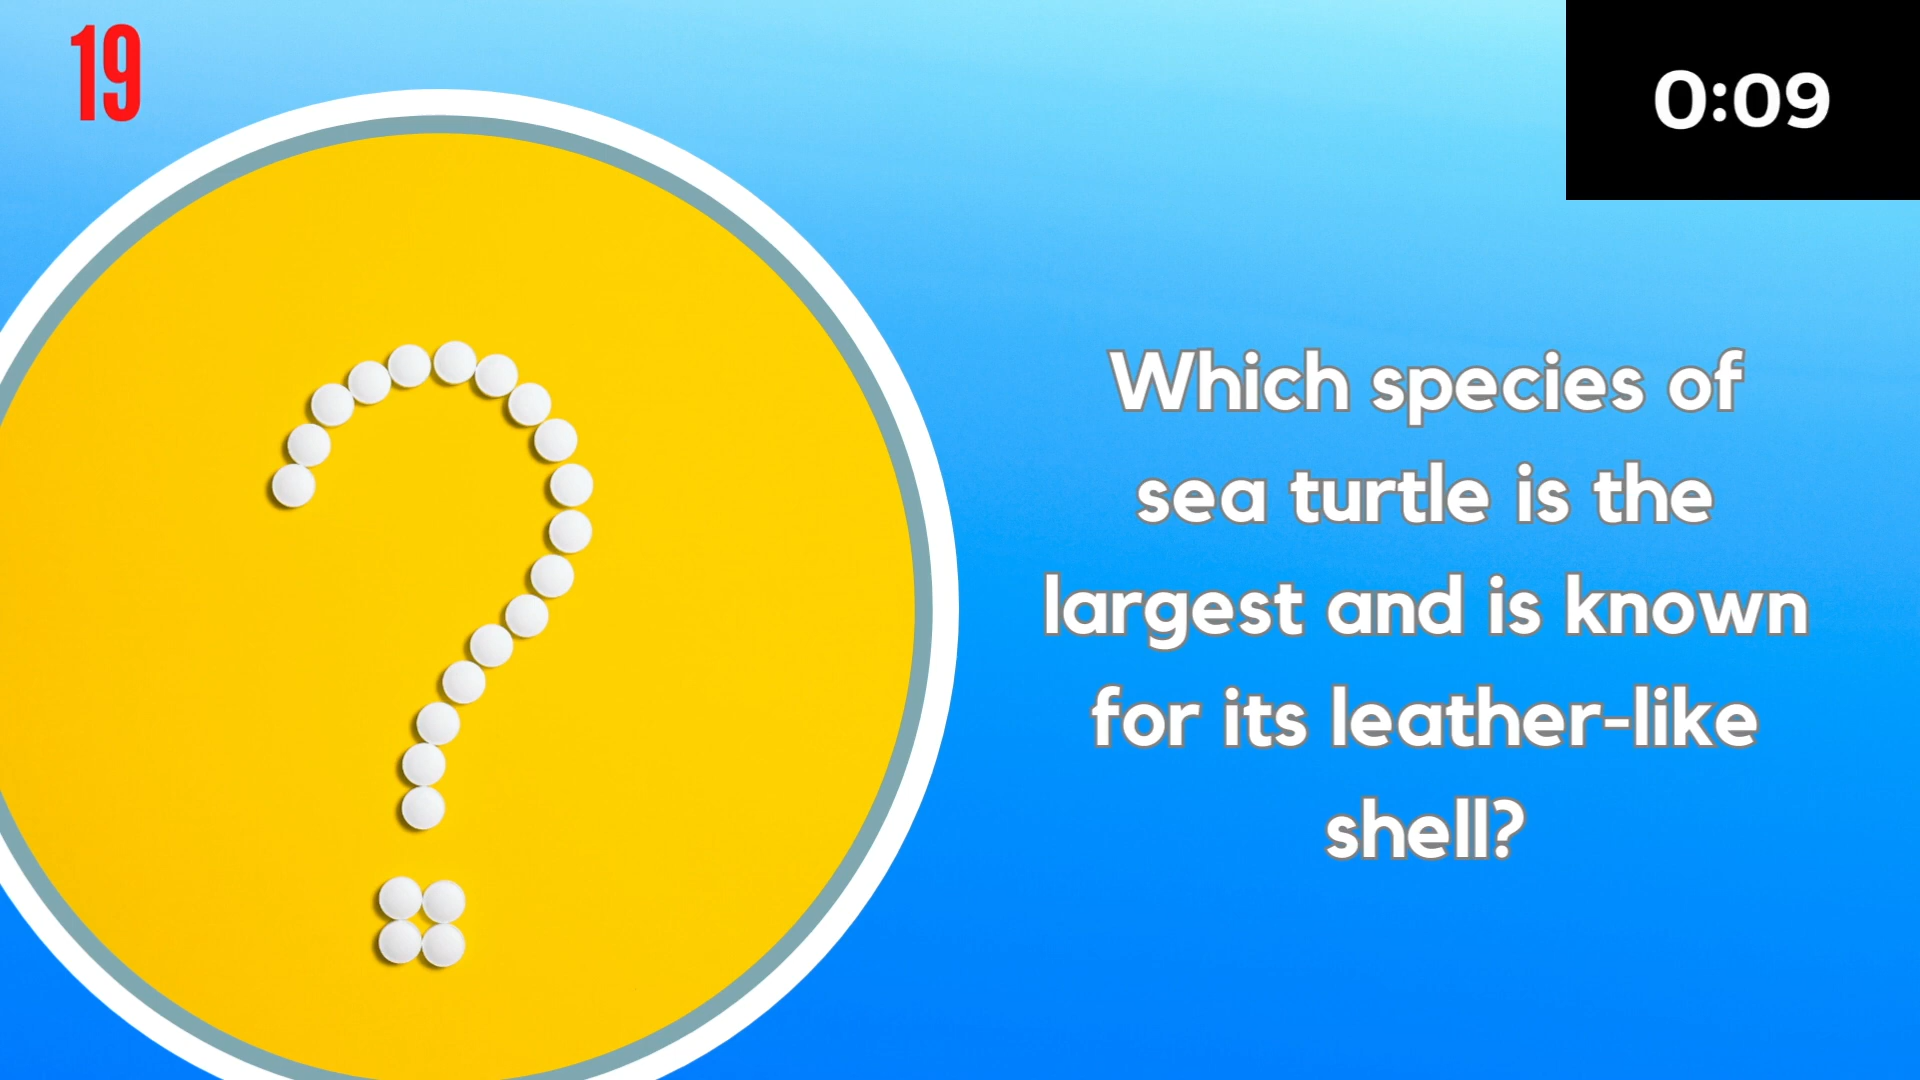 19
0:09
Which species of
sea turtle is the
largest and is known
for its leather-like
shell?